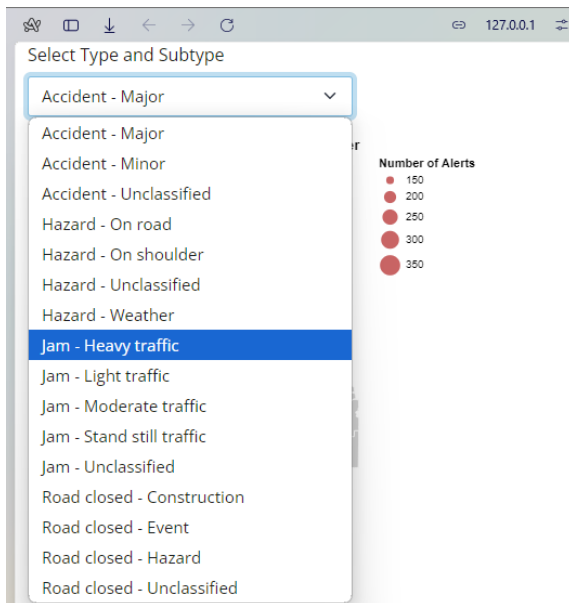 127.0.0.1
Select Type and Subtype
Accident - Major
Accident - Major
Accident - Minor
Accident - Unclassified
Hazard - On road
Hazard - On shoulder
Hazard - Unclassified
Hazard - Weather
Jam - Heavy traffic
Jam - Light traffic
Jam - Moderate traffic
Jam - Stand still traffic
Jam - Unclassified
Road closed - Construction
Road closed - Event
Road closed - Hazard
Road closed - Unclassified
Number of Alerts
150
200
250
300
350